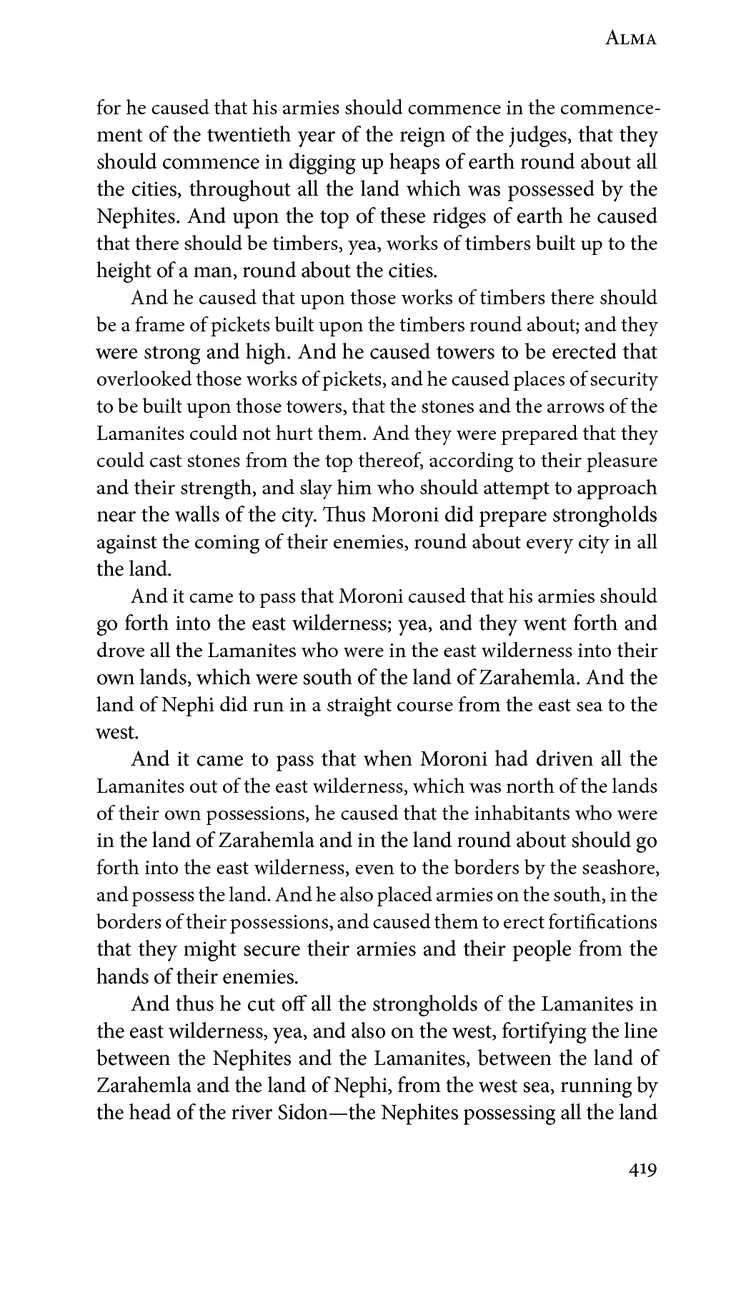 Alma
for he caused that his armies should commence in the commence-
ment of the twentieth year of the reign of the judges, that they
should commence in digging up heaps of earth round about all
the cities, throughout all the land which was possessed by the
Nephites. And upon the top of these ridges of earth he caused
that there should be timbers, yea, works of timbers built up to the
height of a man, round about the cities.
And he caused that upon those works of timbers there should
be a frame of pickets built upon the timbers round about; and they
were strong and high. And he caused towers to be erected that
overlooked those works of pickets, and he caused places of security
to be built upon those towers, that the stones and the arrows of the
Lamanites could not hurt them. And they were prepared that they
could cast stones from the top thereof, according to their pleasure
and their strength, and slay him who should attempt to approach
near the walls of the city. Thus Moroni did prepare strongholds
against the coming of their enemies, round about every city in all
the land.
And it came to pass that Moroni caused that his armies should
go forth into the east wilderness; yea, and they went forth and
drove all the Lamanites who were in the east wilderness into their
own lands, which were south of the land of Zarahemla. And the
land of Nephi did run in a straight course from the east sea to the
west.
And it came to pass that when Moroni had driven all the
Lamanites out of the east wilderness, which was north of the lands
of their own possessions, he caused that the inhabitants who were
in the land of Zarahemla and in the land round about should go
forth into the east wilderness, even to the borders by the seashore,
and possess the land. And he also placed armies on the south, in the
borders of their possessions, and caused them to erect fortifications
that they might secure their armies and their people from the
hands of their enemies.
And thus he cut off all the strongholds of the Lamanites in
the east wilderness, yea, and also on the west, fortifying the line
between the Nephites and the Lamanites, between the land of
Zarahemla and the land of Nephi, from the west sea, running by
the head of the river Sidon—the Nephites possessing all the land
419